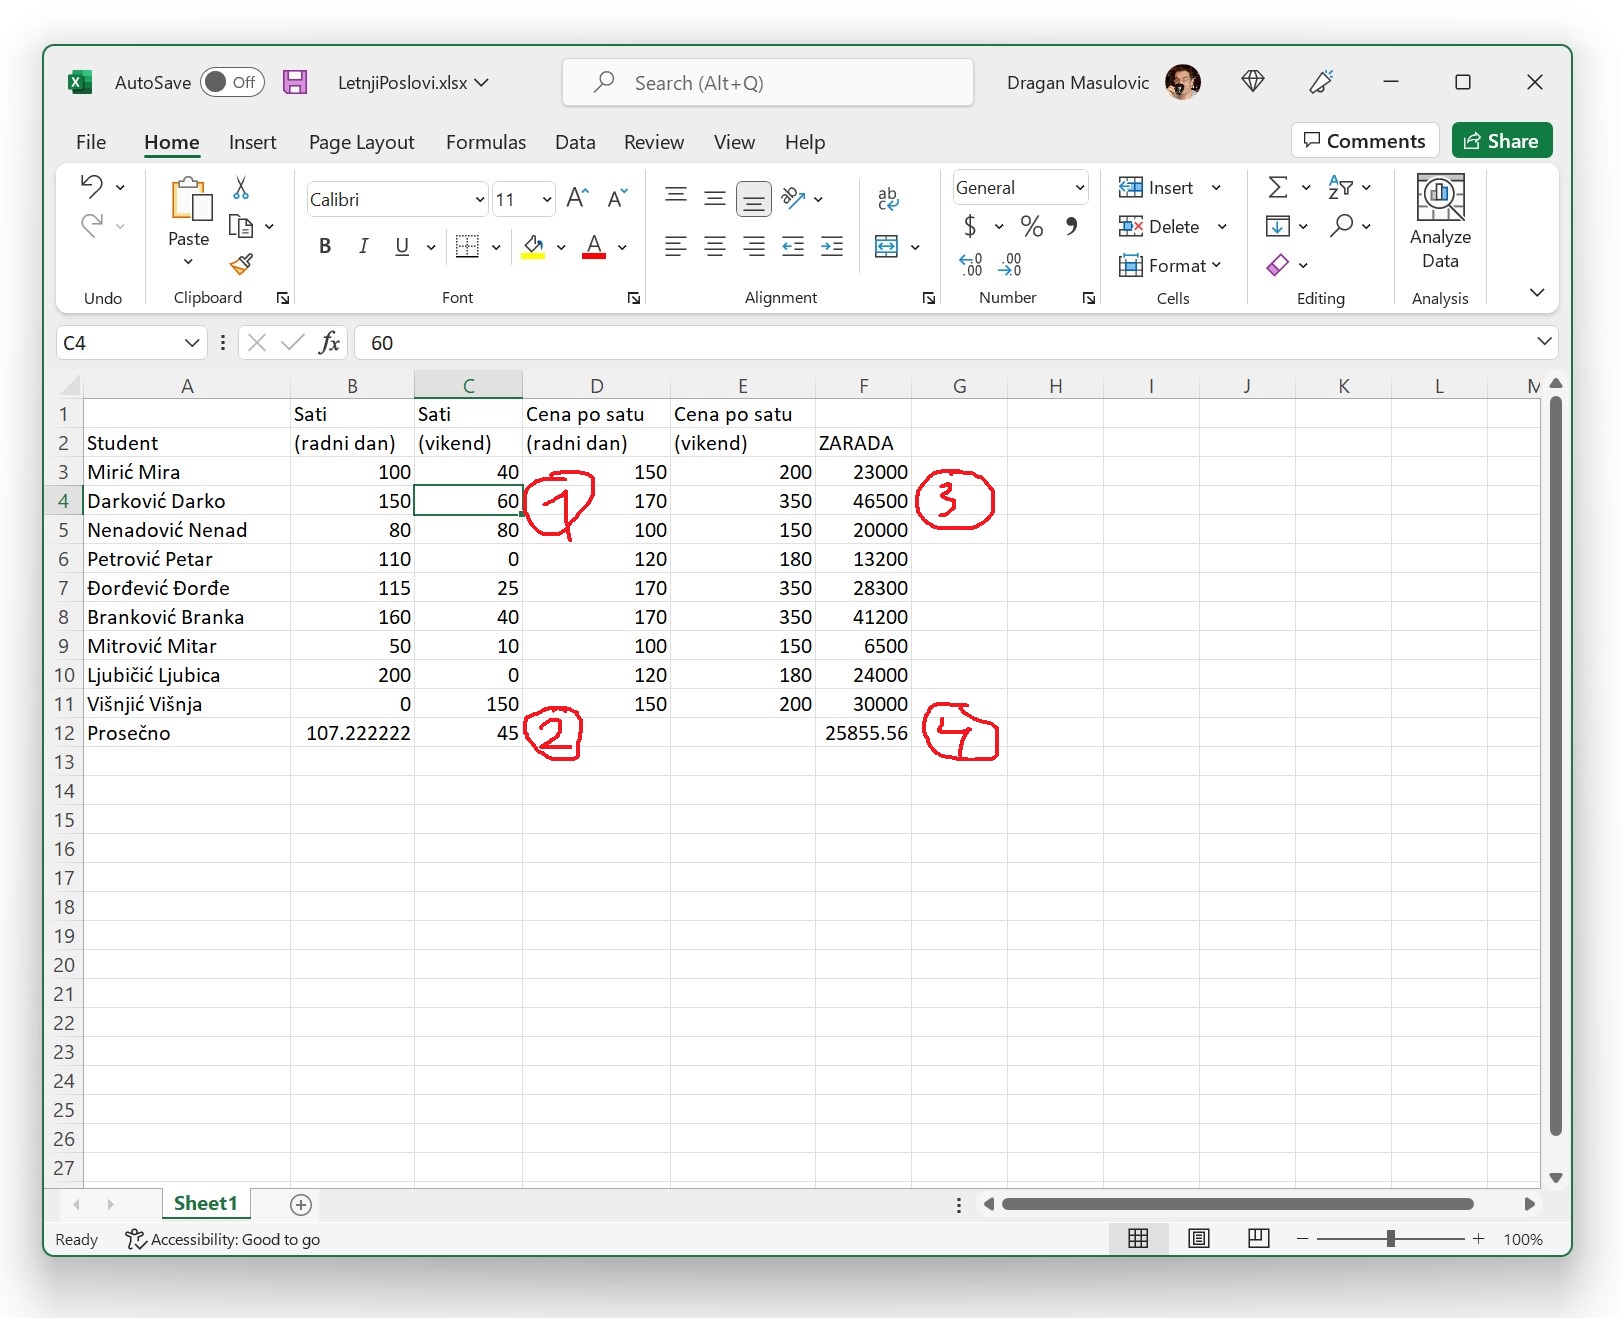 AutoSave Off LetnjiPoslovi.xlsx Search (Alt+Q) Dragan Masulovic
File Home Insert Page Layout Formulas Data Review View Help Comments Share
Undo
Paste
Clipboard
Calibri 11
B I U A
Font
ab
Alignment
General
$ % 9
Number
Insert
Delete
Format
Cells
Editing
Analyze
Data
Analysis
C4 fx 60
A B C D E F G H I J K L M
1 Sati Sati Cena po satu Cena po satu
2 Student (radni dan) (vikend) (radni dan) (vikend) ZARADA
3 Mirić Mira 100 40 150 200 23000
4 Darković Darko 150 60 1 170 350 46500 3
5 Nenadović Nenad 80 80 100 150 20000
6 Petrović Petar 110 0 120 180 13200
7 Đorđević Đorđe 115 25 170 350 28300
8 Branković Branka 160 40 170 350 41200
9 Mitrović Mitar 50 10 100 150 6500
10 Ljubičić Ljubica 200 0 120 180 24000
11 Višnjić Višnja 0 150 150 200 30000
12 Prosečno 107.222222 45 2 25855.56 4
13
14
15
16
17
18
19
20
21
22
23
24
25
26
27
Sheet1
Ready Accessibility: Good to go 100%